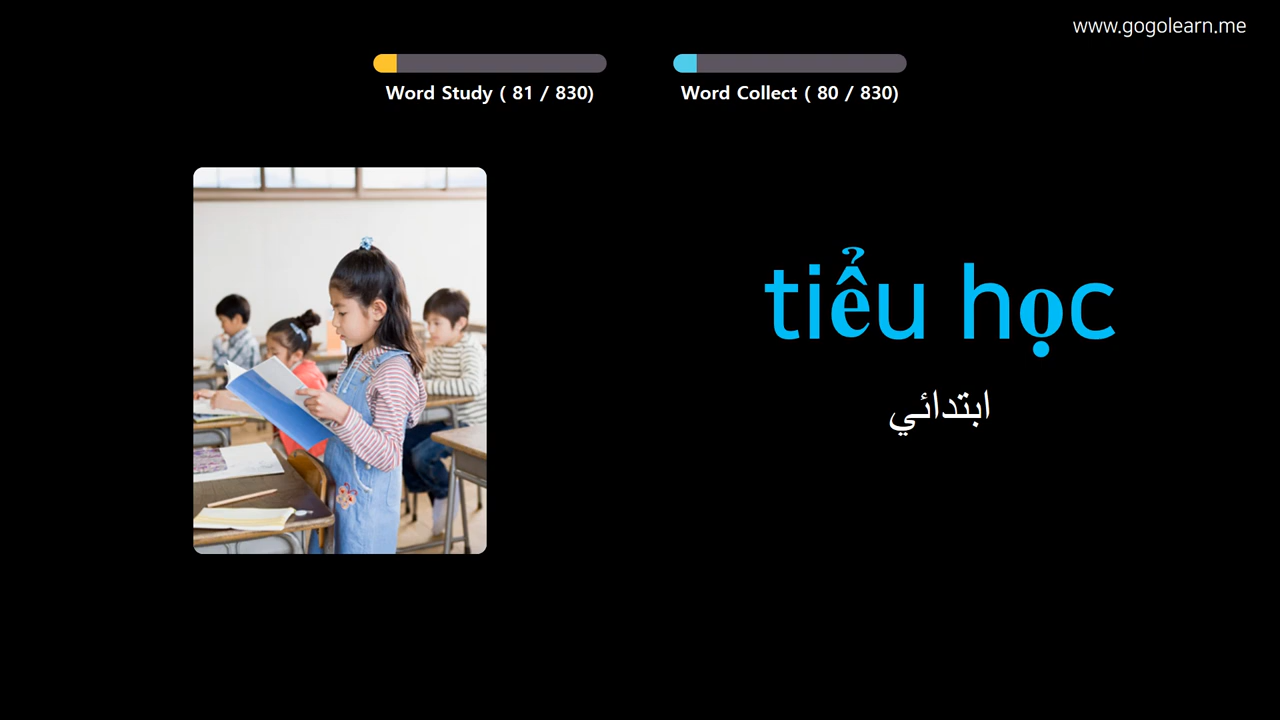 www.gogolearn.me
Word Study ( 81 / 830)
Word Collect ( 80 / 830)
tiểu học
ابتدائي